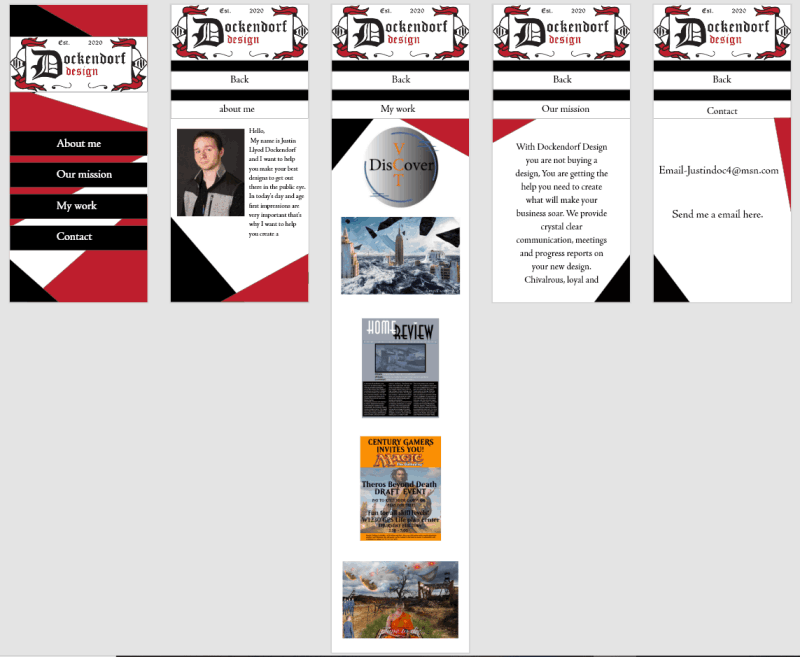 Est. 2020
Dockendorf
design
About me
Our mission
My work
Contact
Est. 2020
Dockendorf
design
Back
about me
Hello,
My name is Justin
Llyod Dockendorf
and I want to help
you make your best
designs to get out
there in the public eye.
In today's day and age
first impressions are
very important that's
why I want to help
you create a
Est. 2020
Dockendorf
design
Back
My work
DisCover
HOME
REVIEW
CENTURY GAMERS
INVITES YOU!
MAGIC
Theros Beyond Death
DRAFT EVENT
Fun for all skill levels!
Est. 2020
Dockendorf
design
Back
Our mission
With Dockendorf Design
you are not buying a
design, You are getting the
help you need to create
what will make your
business soar. We provide
crystal clear
communication, meetings
and progress reports on
your new design.
Chivalrous, loyal and
Est. 2020
Dockendorf
design
Back
Contact
Email-Justindoc4@msn.com
Send me a email here.